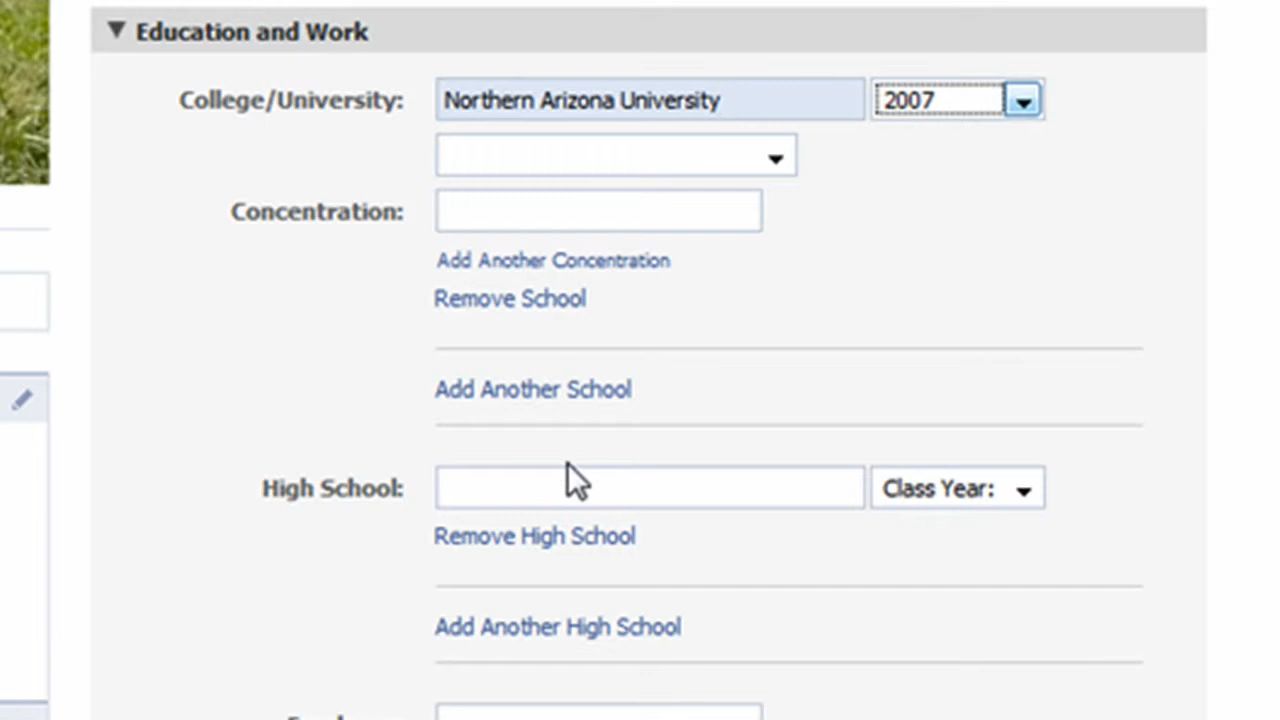 Education and Work
College/University: Northern Arizona University 2007
Concentration:
Add Another Concentration
Remove School
Add Another School
High School: Class Year:
Remove High School
Add Another High School